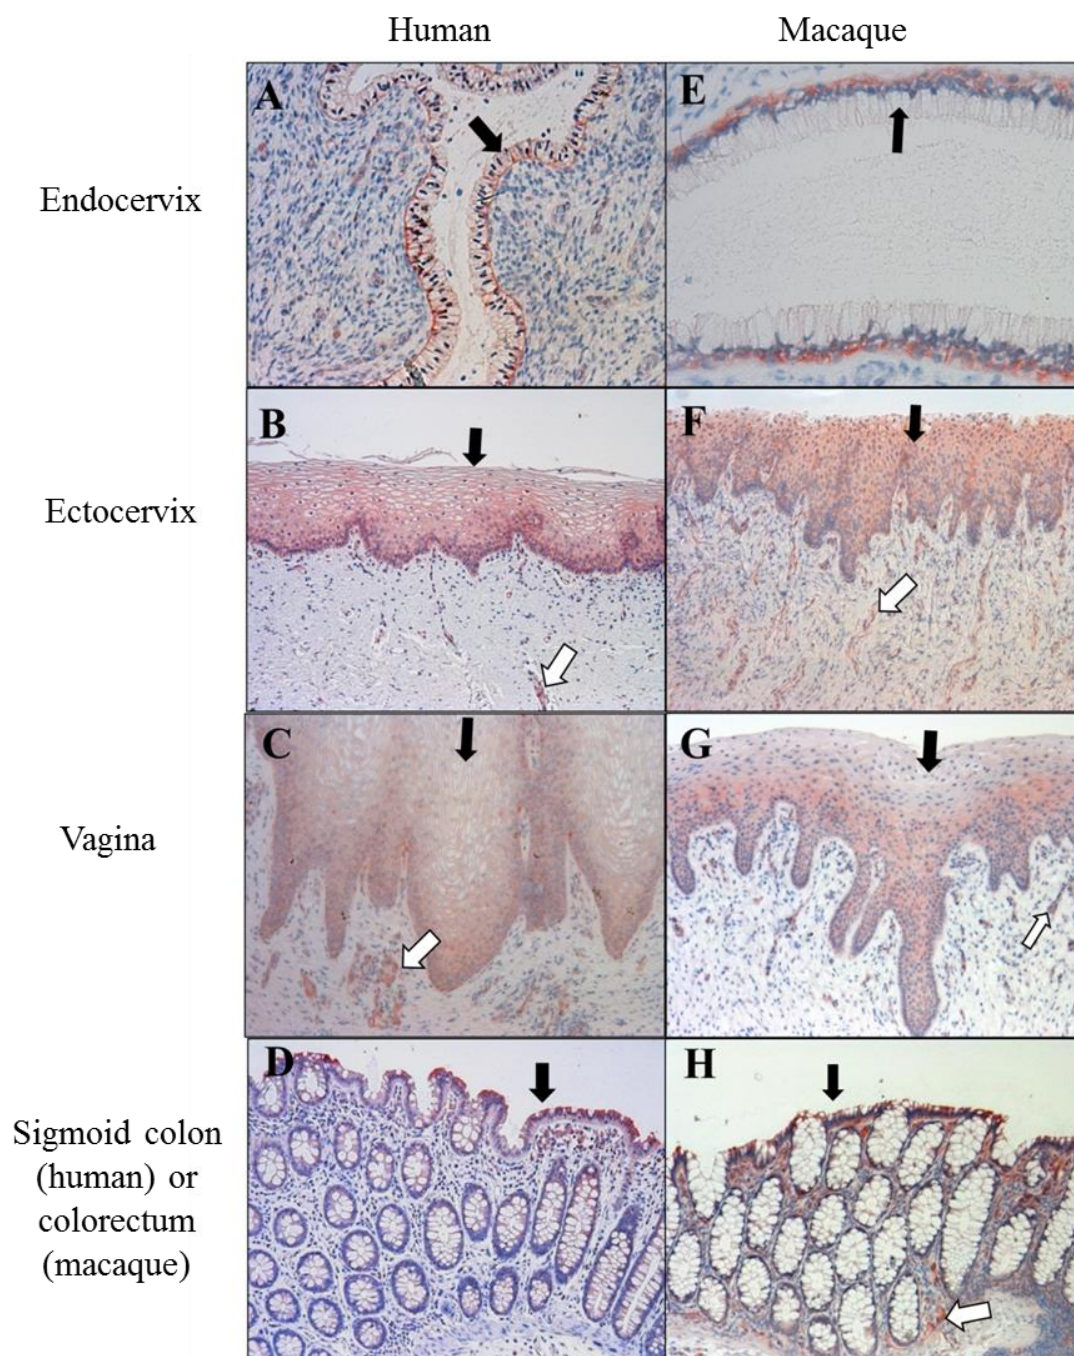 Human
Macaque
A
E
Endocervix
B
F
Ectocervix
C
G
Vagina
D
H
Sigmoid colon
(human) or
colorectum
(macaque)